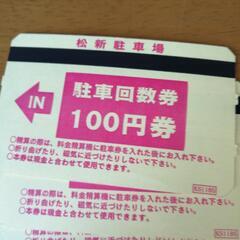 松新駐車場
IN
駐車回数券
100円券
○精算の際は、料金精算機に駐車券を入れた後にお入れ下さい。
○折り曲げたり、磁気に近づけたりしないで下さい。
○本券は現金と合わせて使用できます。
KS1185
○精算の際は、料金精算機に駐車券を入れた後にお入れ下さい。
○折り曲げたり、磁気に近づけたりしないで下さい。
○本券は現金と合わせて使用できます。
KS1185